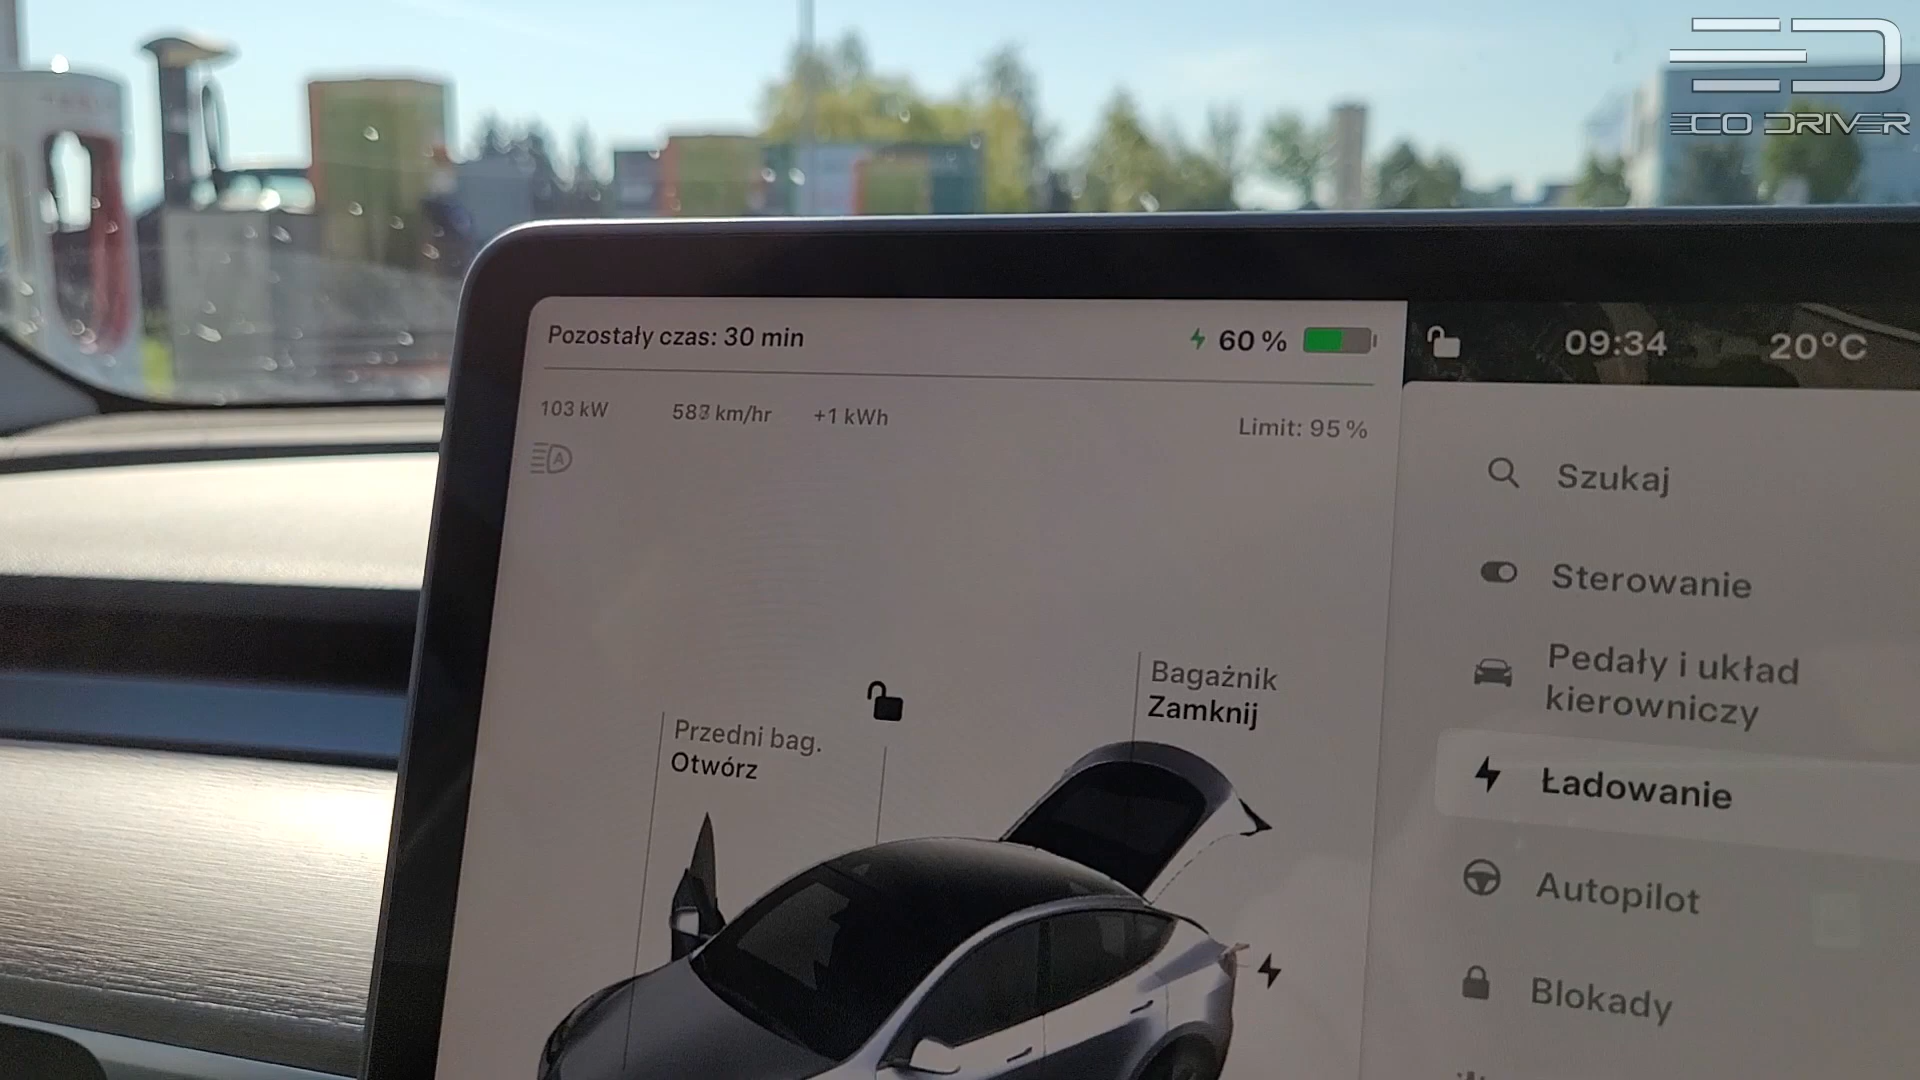 ECO DRIVER
Pozostały czas: 30 min
60 %
09:34
20°C
103 kW
km/hr
+1 kWh
Limit: 95 %
A
Szukaj
Sterowanie
Pedały i układ
kierowniczy
Ładowanie
Autopilot
Blokady
Bagażnik
Zamknij
Przedni bag.
Otwórz